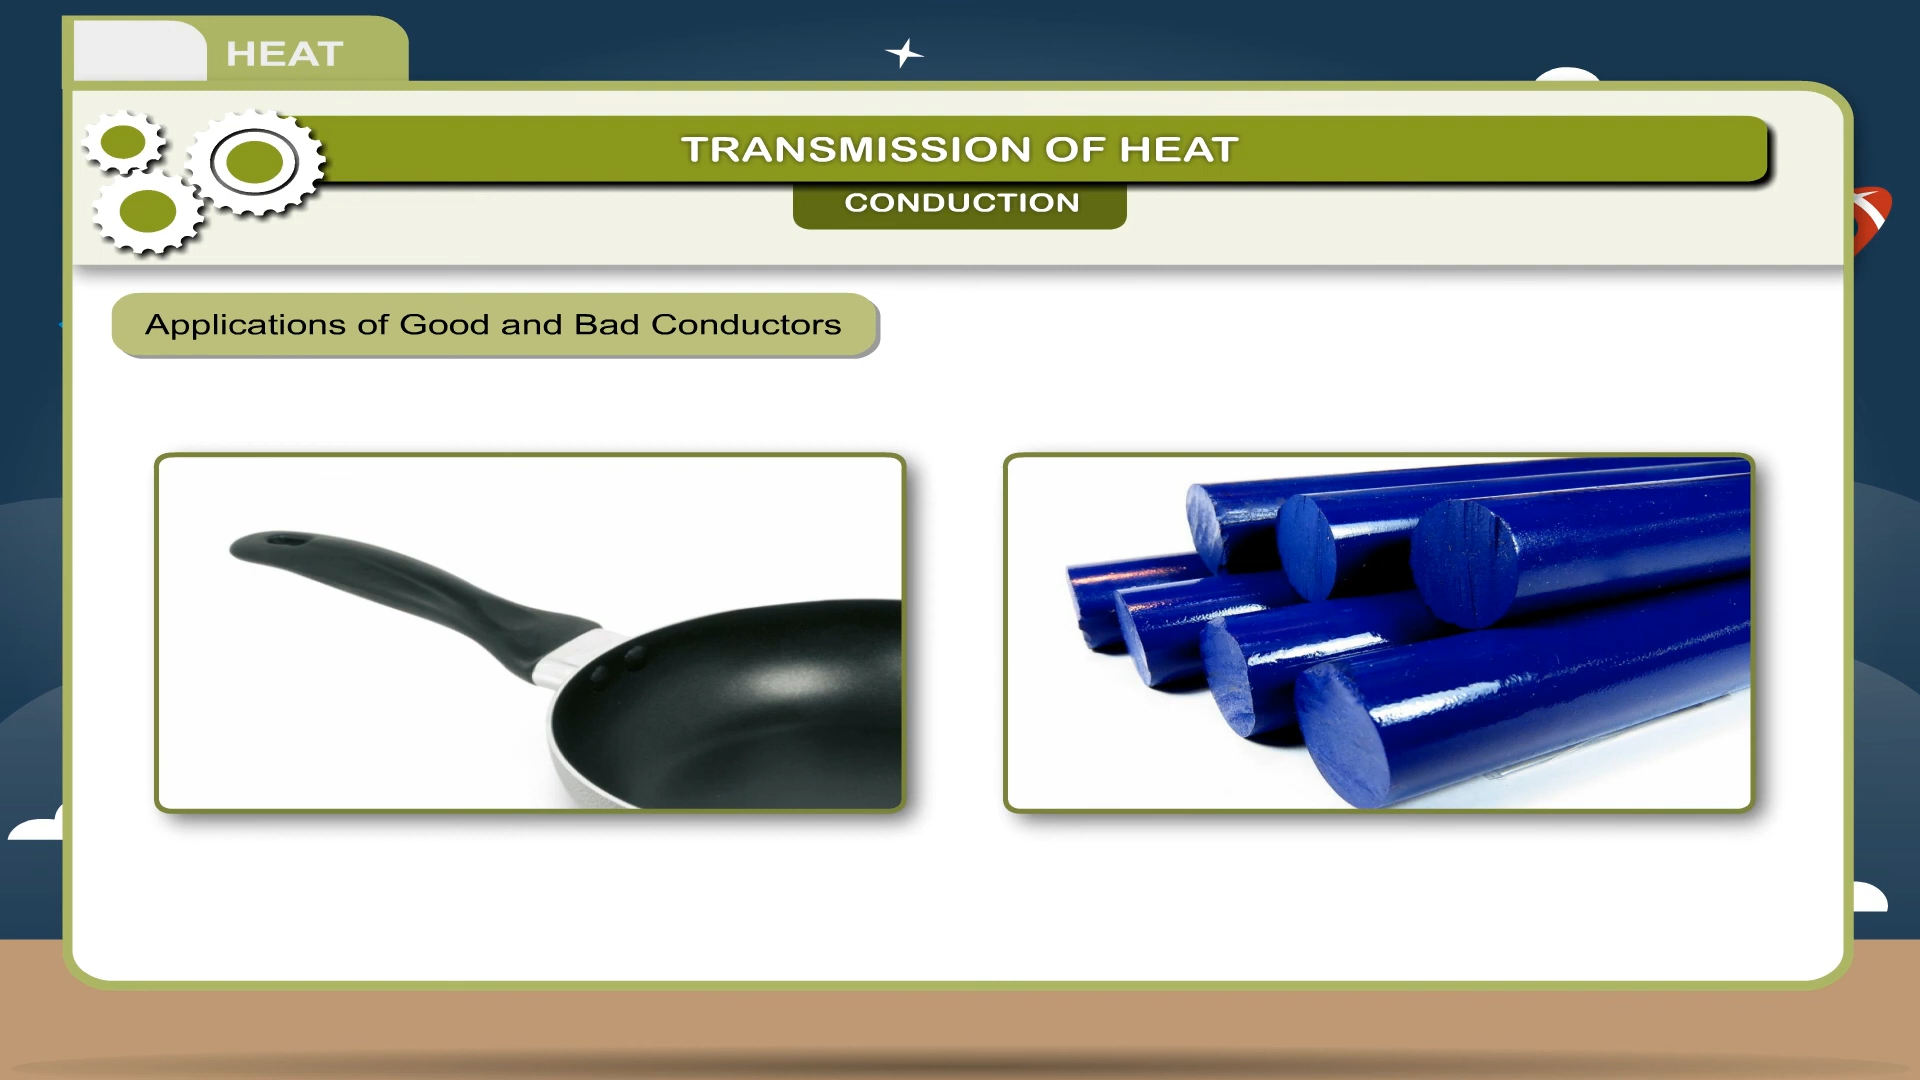 HEAT
TRANSMISSION OF HEAT
CONDUCTION
Applications of Good and Bad Conductors